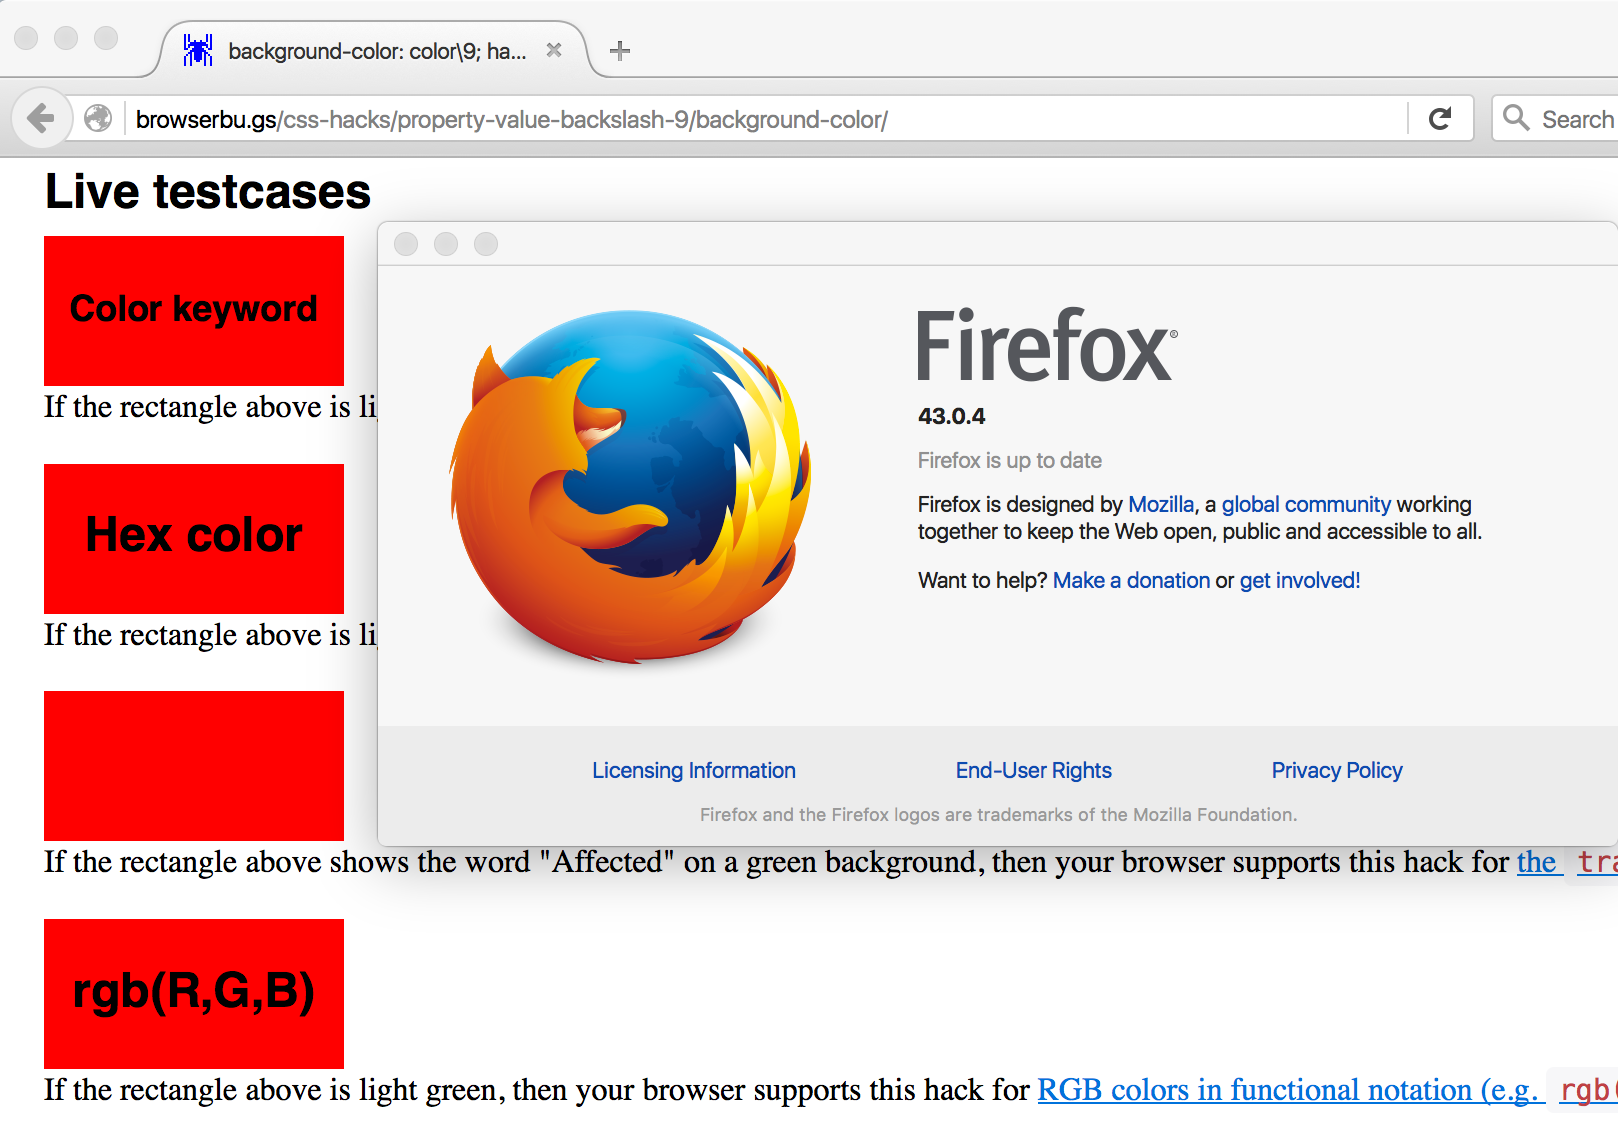 background-color: color\9; ha...
browserbu.gs/css-hacks/property-value-backslash-9/background-color/
Search
Live testcases
Color keyword
If the rectangle above is
Hex color
If the rectangle above is
If the rectangle above shows the word "Affected" on a green background, then your browser supports this hack for the
rgb(R,G,B)
If the rectangle above is light green, then your browser supports this hack for RGB colors in functional notation (e.g. rgb(
Firefox®
43.0.4
Firefox is up to date
Firefox is designed by Mozilla, a global community working
together to keep the Web open, public and accessible to all.
Want to help? Make a donation or get involved!
Licensing Information
End-User Rights
Privacy Policy
Firefox and the Firefox logos are trademarks of the Mozilla Foundation.